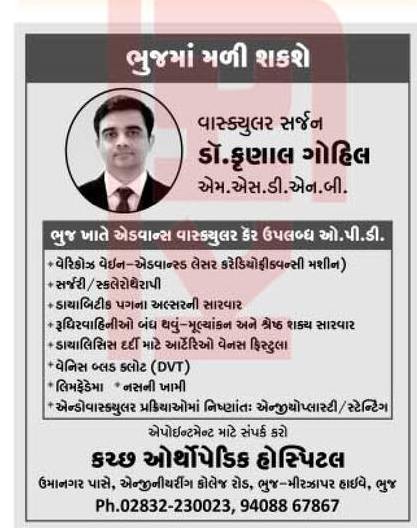 ભુજમાં મળી શકશે
વાસ્ક્યુલર સર્જન
ડૉ.કૃણાલ ગોહિલ
એમ.એસ.ડી.એન.બી.
ભુજ ખાતે એડવાન્સ વાસ્ક્યુલર કૅર ઉપલબ્ધ ઓ.પી.ડી.
* વેરિકોઝ વેઇન-એડવાન્સ્ડ લેસર કરેડિયોફ્રીકવન્સી મશીન)
* સર્જરી/સ્કલેરોથેરાપી
* ડાયાબિટીક પગના અલ્સરની સારવાર
* રૂધિરવાહિનીઓ બંધ થવું-મૂલ્યાંકન અને શ્રેષ્ઠ શક્ય સારવાર
* ડાયાલિસિસ દર્દી માટે આર્ટેરિઓ વેનસ ફિસ્ટુલા
* વેનિસ બ્લડ ક્લોટ (DVT)
* લિમ્ફેડેમા * નસની ખામી
* એન્ડોવાસ્ક્યુલર પ્રક્રિયાઓમાં નિષ્ણાંતઃ એન્જીયોપ્લાસ્ટી/સ્ટેન્ટિંગ
એપોઇન્ટમેન્ટ માટે સંપર્ક કરો
કચ્છ ઓર્થોપેડિક હોસ્પિટલ
ઉમાનગર પાસે, એન્જીનીયરીંગ કોલેજ રોડ, ભુજ-મીરઝાપર હાઇવે, ભુજ
Ph.02832-230023, 94088 67867